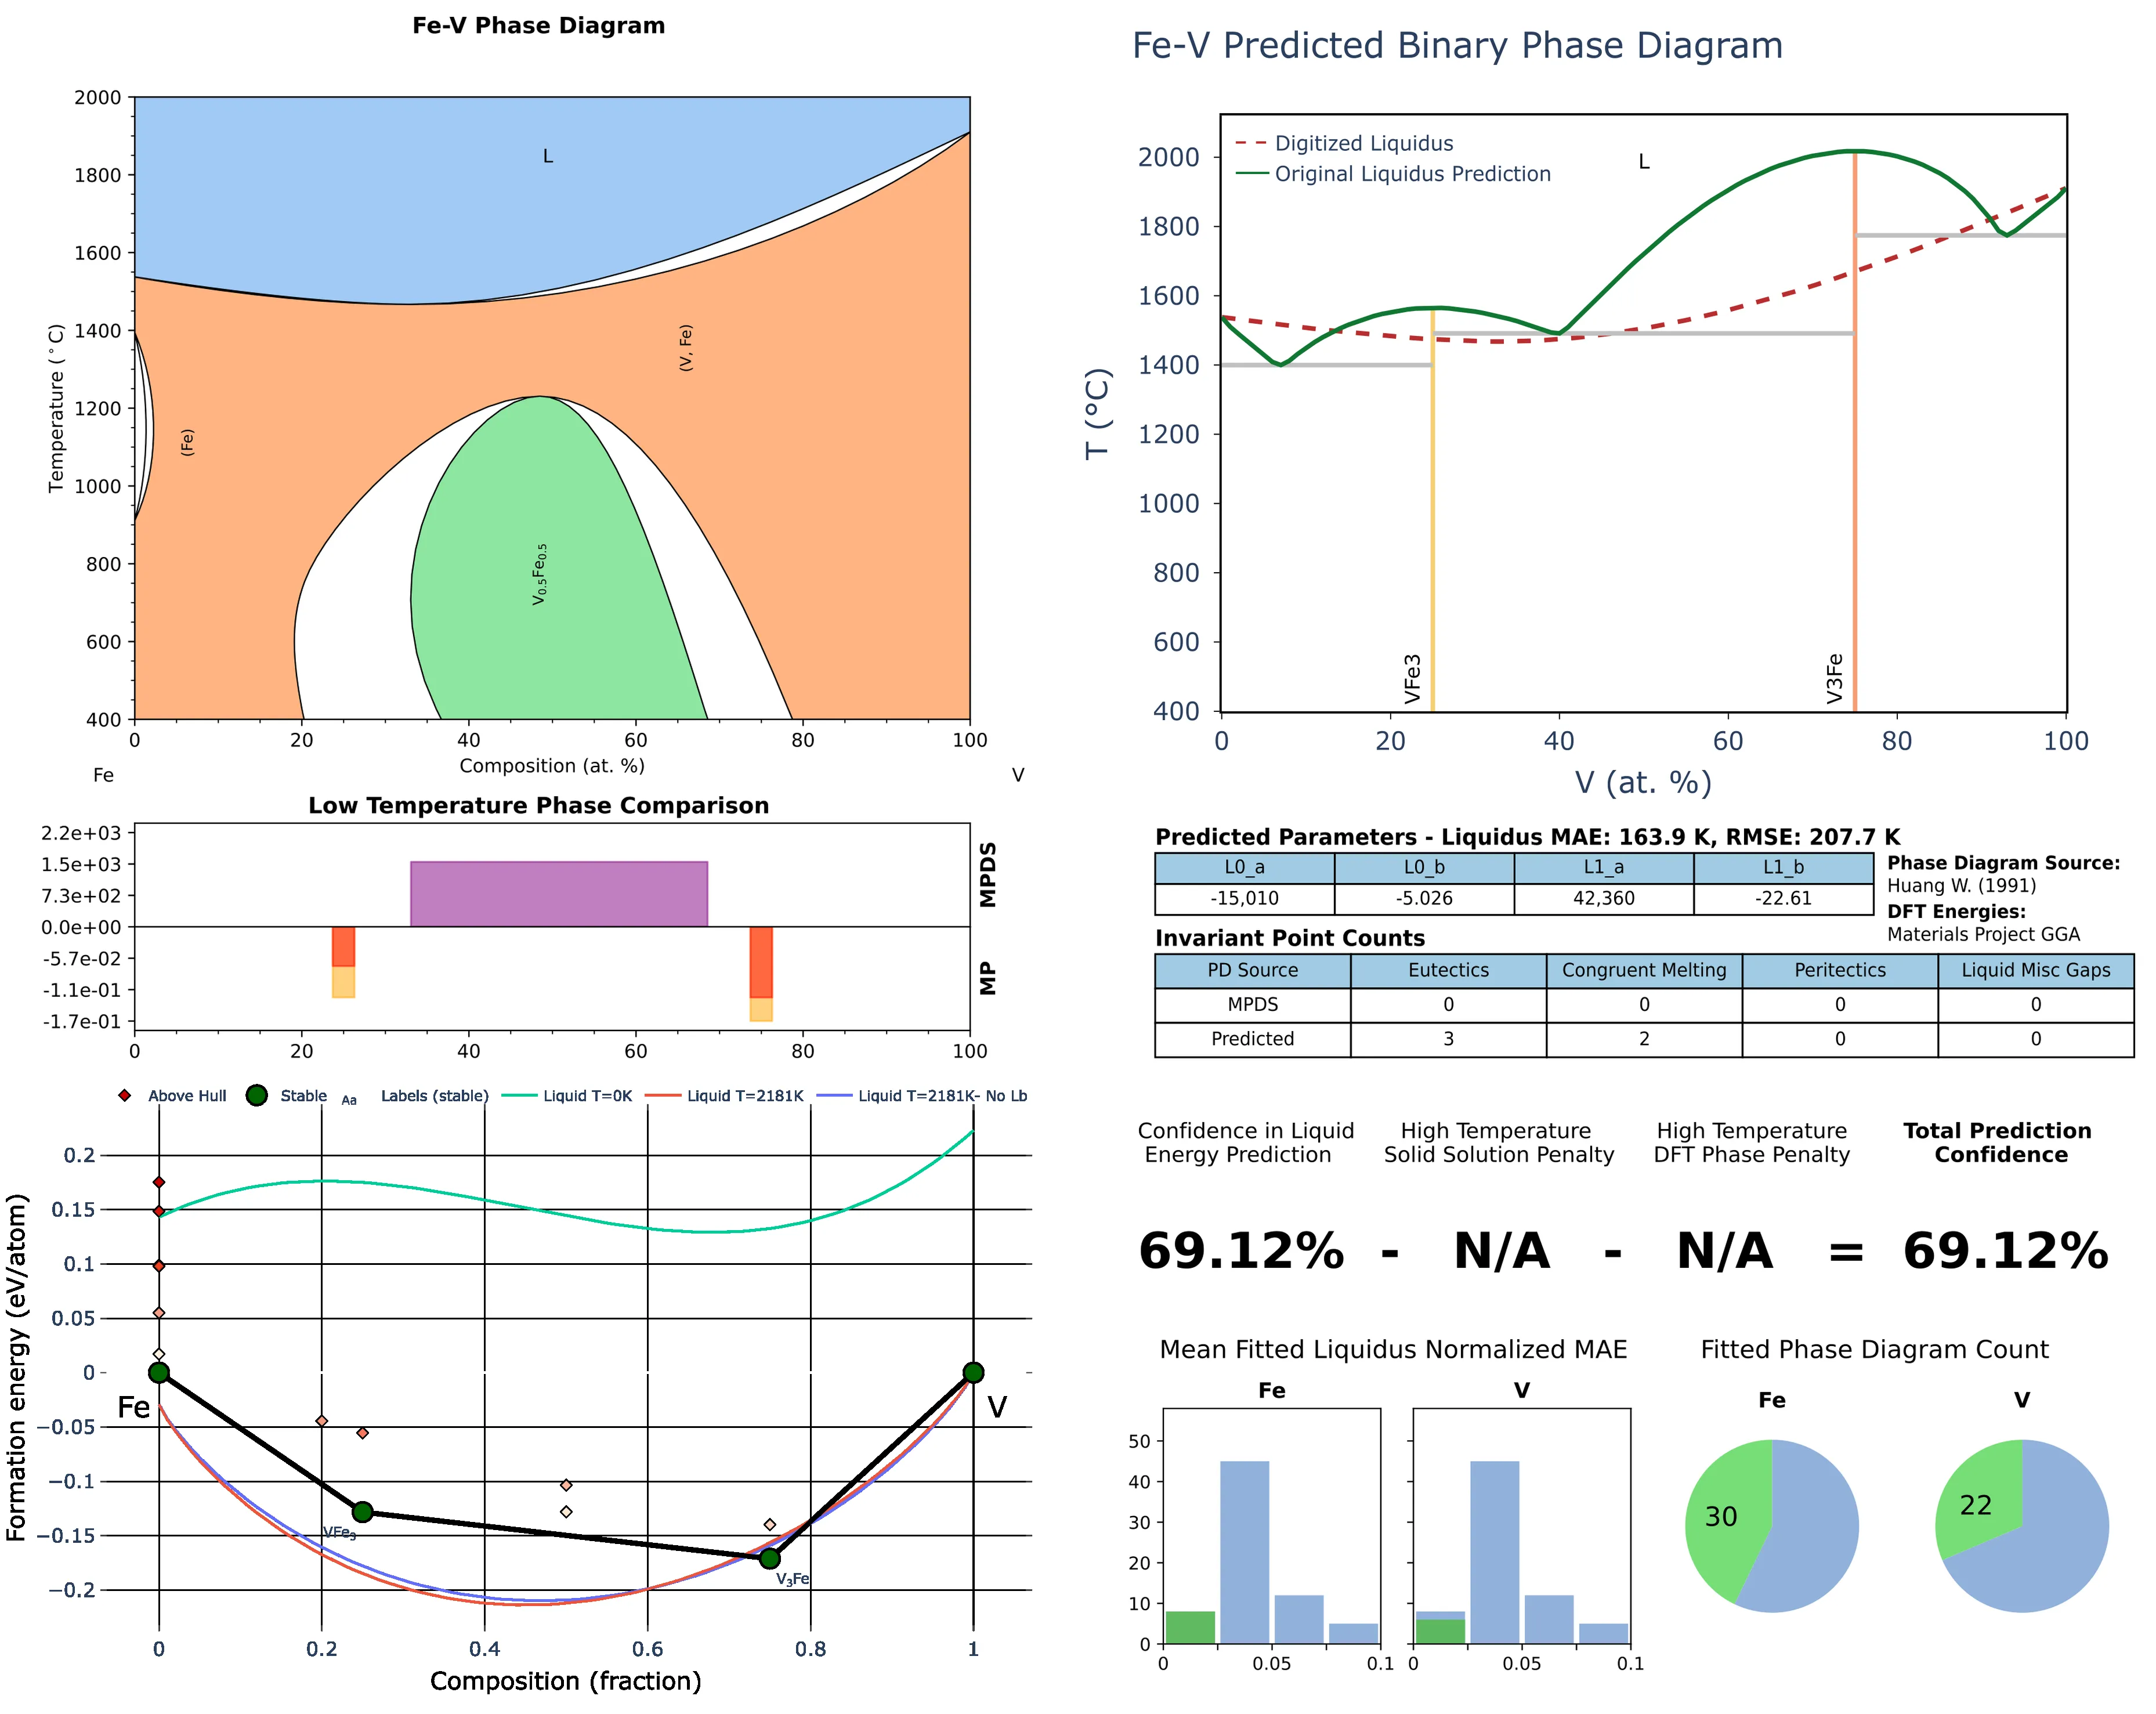 Fe-V Phase Diagram
2000
1800
1600
1400
1200
1000
800
600
400
Temperature (°C)
L
(V, Fe)
(Fe)
V0.5Fe0.5
0 20 40 60 80 100
Composition (at. %)
Fe V
Low Temperature Phase Comparison
2.2e+03
1.5e+03
7.3e+02
0.0e+00
-5.7e-02
-1.1e-01
-1.7e-01
MPDS
MP
0 20 40 60 80 100
Above Hull Stable Aa Labels (stable) Liquid T=0K Liquid T=2181K Liquid T=2181K- No Lb
0.2
0.15
0.1
0.05
0
−0.05
−0.1
−0.15
−0.2
Formation energy (eV/atom)
Fe
V
VFe3
V3Fe
0 0.2 0.4 0.6 0.8 1
Composition (fraction)
Fe-V Predicted Binary Phase Diagram
Digitized Liquidus
Original Liquidus Prediction
L
2000
1800
1600
1400
1200
1000
800
600
400
T (°C)
VFe3
V3Fe
0 20 40 60 80 100
V (at. %)
Predicted Parameters - Liquidus MAE: 163.9 K, RMSE: 207.7 K
L0_a L0_b L1_a L1_b
-15,010 -5.026 42,360 -22.61
Phase Diagram Source:
Huang W. (1991)
DFT Energies:
Materials Project GGA
Invariant Point Counts
PD Source Eutectics Congruent Melting Peritectics Liquid Misc Gaps
MPDS 0 0 0 0
Predicted 3 2 0 0
Confidence in Liquid
Energy Prediction
High Temperature
Solid Solution Penalty
High Temperature
DFT Phase Penalty
Total Prediction
Confidence
69.12% - N/A - N/A = 69.12%
Mean Fitted Liquidus Normalized MAE
Fe
V
50
40
30
20
10
0
0 0.05 0.1
0 0.05 0.1
Fitted Phase Diagram Count
Fe
V
30
22